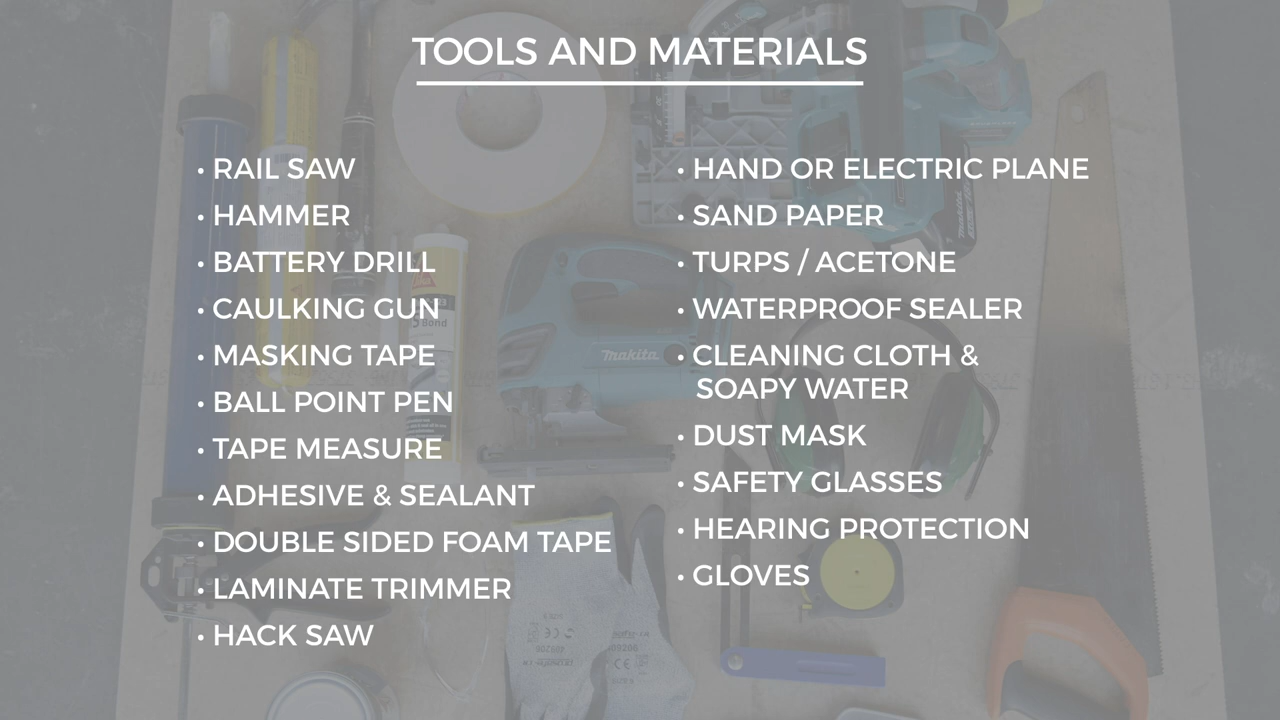 TOOLS AND MATERIALS
• RAIL SAW
• HAMMER
• BATTERY DRILL
• CAULKING GUN
• MASKING TAPE
• BALL POINT PEN
• TAPE MEASURE
• ADHESIVE & SEALANT
• DOUBLE SIDED FOAM TAPE
• LAMINATE TRIMMER
• HACK SAW
• HAND OR ELECTRIC PLANE
• SAND PAPER
• TURPS / ACETONE
• WATERPROOF SEALER
• CLEANING CLOTH &
SOAPY WATER
• DUST MASK
• SAFETY GLASSES
• HEARING PROTECTION
• GLOVES
makita
Bond